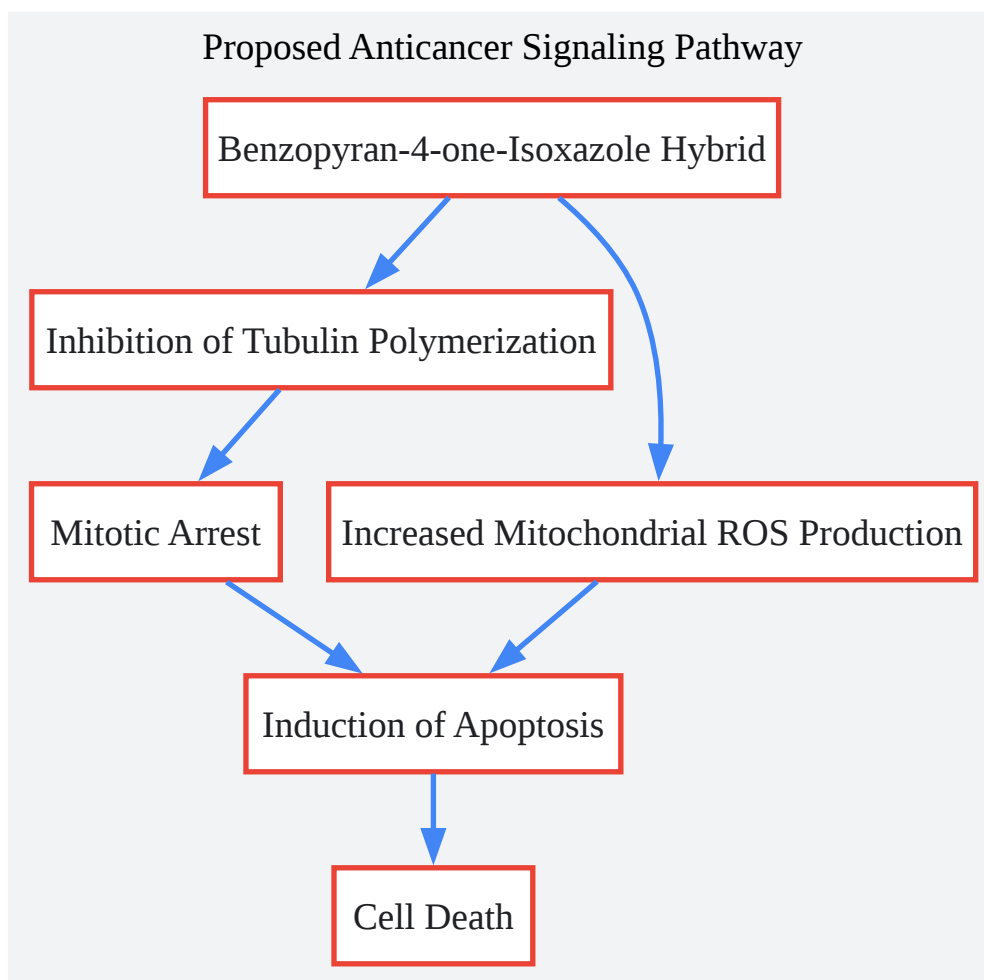 Proposed Anticancer Signaling Pathway
Benzopyran-4-one-Isoxazole Hybrid
Inhibition of Tubulin Polymerization
Mitotic Arrest
Increased Mitochondrial ROS Production
Induction of Apoptosis
Cell Death